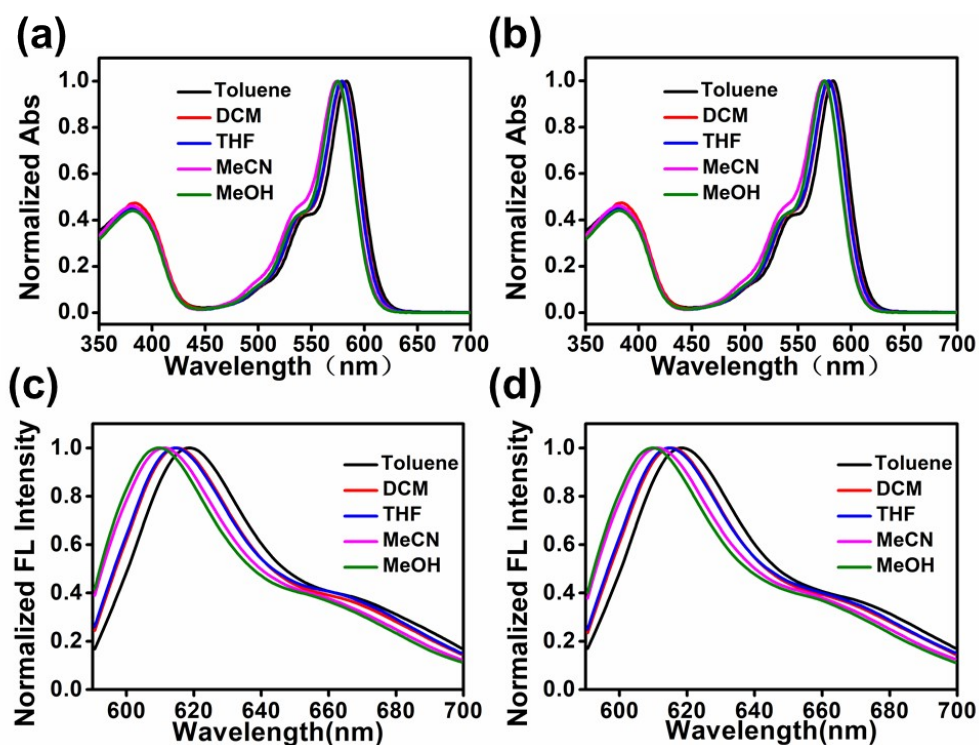 (a)
Normalized Abs
1.0
0.8
0.6
0.4
0.2
0.0
Toluene
DCM
THF
MeCN
MeOH
350 400 450 500 550 600 650 700
Wavelength（nm）
(b)
Normalized Abs
1.0
0.8
0.6
0.4
0.2
0.0
Toluene
DCM
THF
MeCN
MeOH
350 400 450 500 550 600 650 700
Wavelength（nm）
(c)
Normalized FL Intensity
1.0
0.8
0.6
0.4
0.2
0.0
Toluene
DCM
THF
MeCN
MeOH
600 620 640 660 680 700
Wavelength(nm)
(d)
Normalized FL Intensity
1.0
0.8
0.6
0.4
0.2
0.0
Toluene
DCM
THF
MeCN
MeOH
600 620 640 660 680 700
Wavelength(nm)